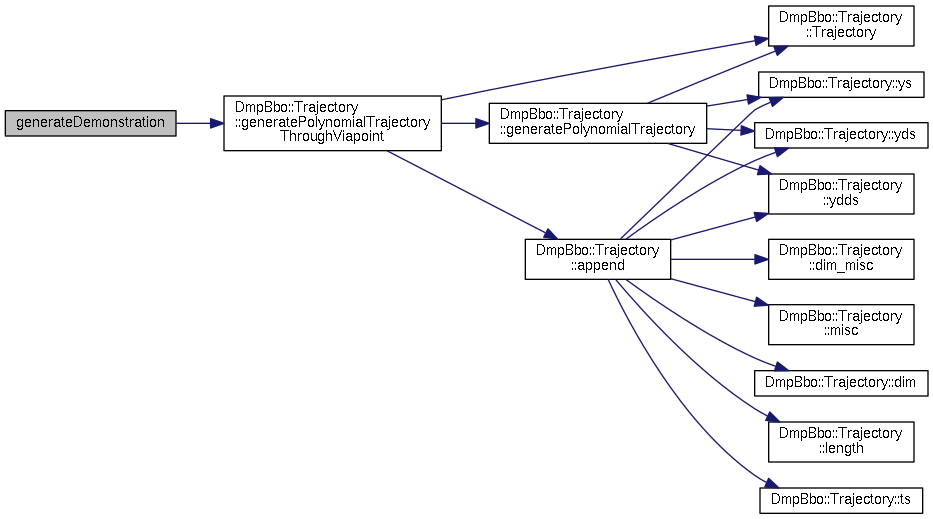 generateDemonstration
DmpBbo::Trajectory
::generatePolynomialTrajectory
ThroughViapoint
DmpBbo::Trajectory
::generatePolynomialTrajectory
DmpBbo::Trajectory
::append
DmpBbo::Trajectory
::Trajectory
DmpBbo::Trajectory::ys
DmpBbo::Trajectory::yds
DmpBbo::Trajectory
::ydds
DmpBbo::Trajectory
::dim_misc
DmpBbo::Trajectory
::misc
DmpBbo::Trajectory::dim
DmpBbo::Trajectory
::length
DmpBbo::Trajectory::ts